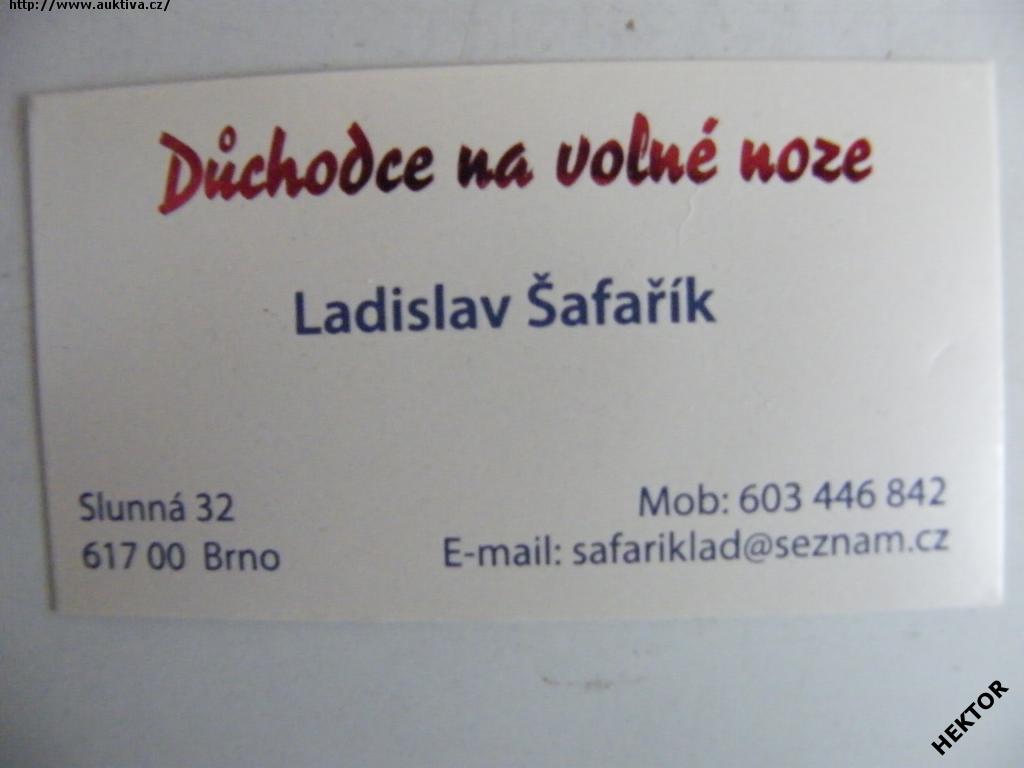 http://www.auktiva.cz/
Důchodce na volné noze
Ladislav Šafařík
Slunná 32
617 00 Brno
Mob: 603 446 842
E-mail: safariklad@seznam.cz
HEKTOR